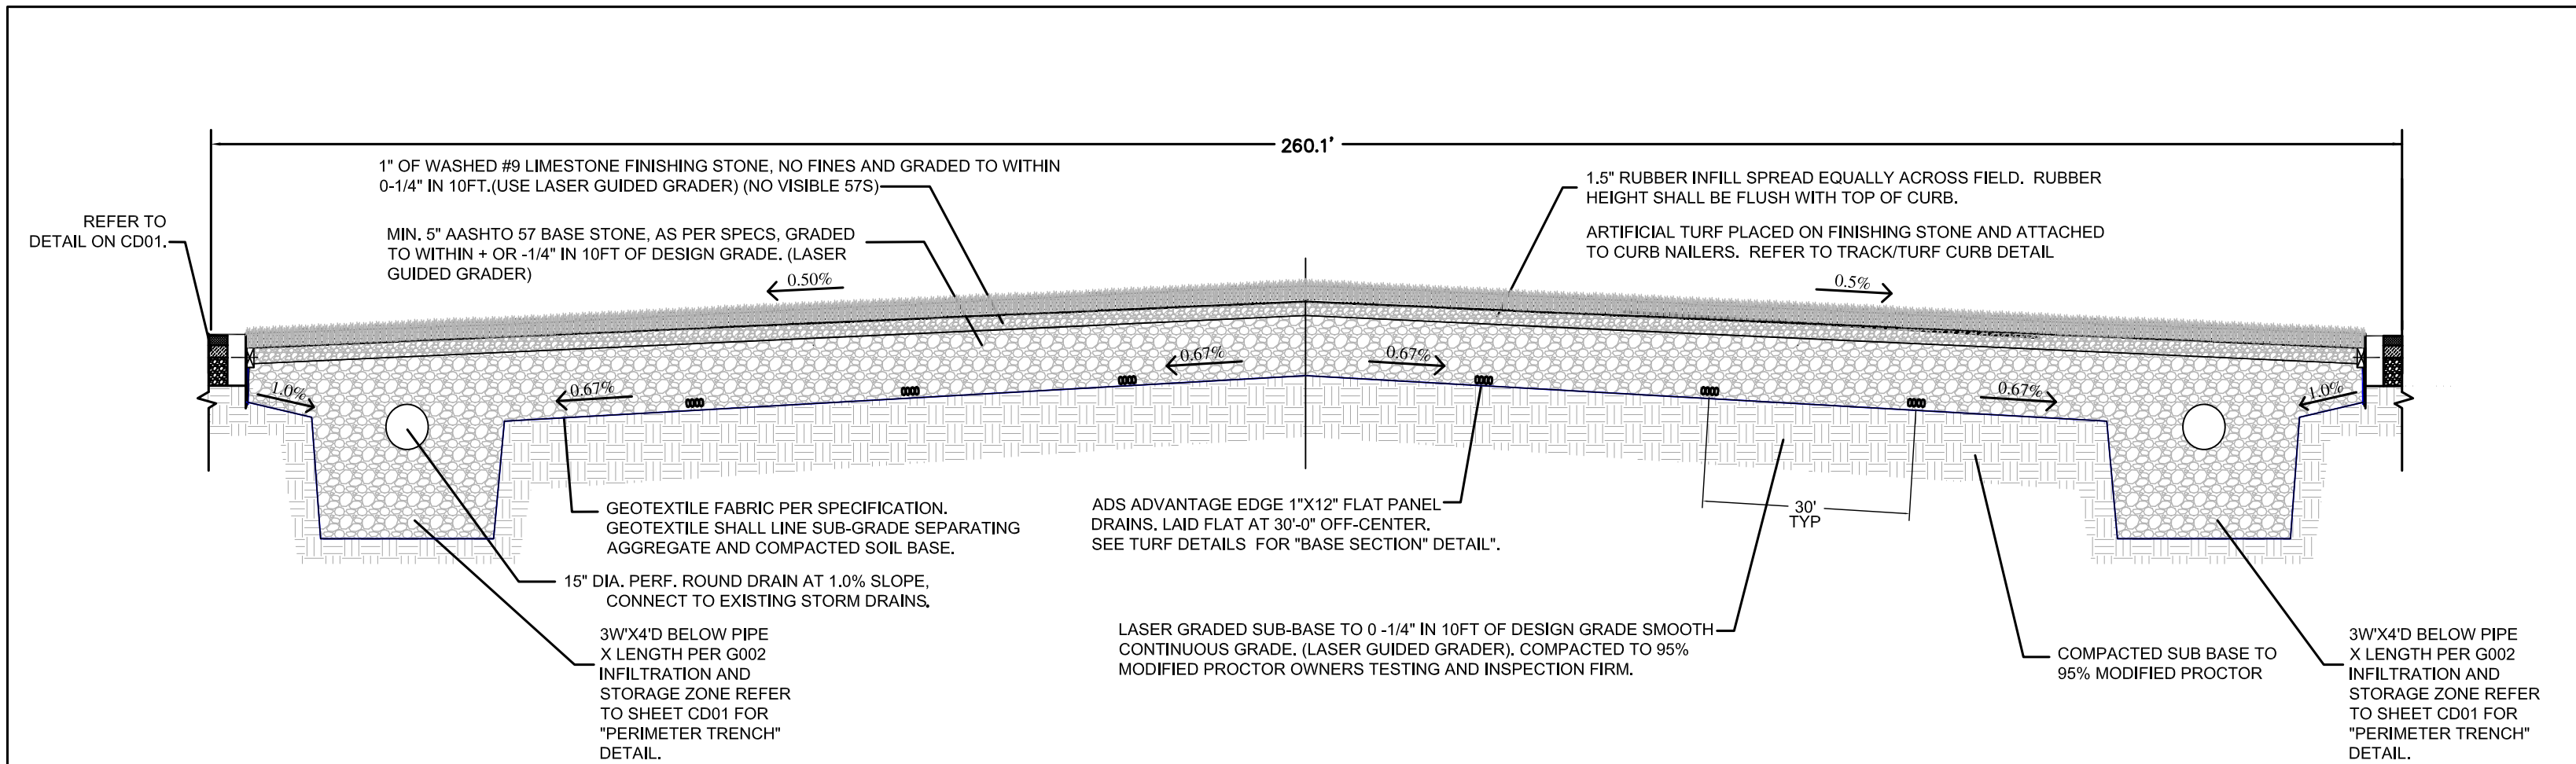 260.1'
1" OF WASHED #9 LIMESTONE FINISHING STONE, NO FINES AND GRADED TO WITHIN
0-1/4" IN 10FT.(USE LASER GUIDED GRADER) (NO VISIBLE 57S)
1.5" RUBBER INFILL SPREAD EQUALLY ACROSS FIELD. RUBBER
HEIGHT SHALL BE FLUSH WITH TOP OF CURB.
REFER TO
DETAIL ON CD01.
MIN. 5" AASHTO 57 BASE STONE, AS PER SPECS, GRADED
TO WITHIN + OR -1/4" IN 10FT OF DESIGN GRADE. (LASER
GUIDED GRADER)
ARTIFICIAL TURF PLACED ON FINISHING STONE AND ATTACHED
TO CURB NAILERS. REFER TO TRACK/TURF CURB DETAIL
0.50%
0.5%
0.67%
0.67%
1.0%
0.67%
0.67%
1.0%
GEOTEXTILE FABRIC PER SPECIFICATION.
GEOTEXTILE SHALL LINE SUB-GRADE SEPARATING
AGGREGATE AND COMPACTED SOIL BASE.
ADS ADVANTAGE EDGE 1"X12" FLAT PANEL
DRAINS. LAID FLAT AT 30'-0" OFF-CENTER.
SEE TURF DETAILS FOR "BASE SECTION" DETAIL".
30'
TYP
15" DIA. PERF. ROUND DRAIN AT 1.0% SLOPE,
CONNECT TO EXISTING STORM DRAINS.
3W'X4'D BELOW PIPE
X LENGTH PER G002
INFILTRATION AND
STORAGE ZONE REFER
TO SHEET CD01 FOR
"PERIMETER TRENCH"
DETAIL.
LASER GRADED SUB-BASE TO 0 -1/4" IN 10FT OF DESIGN GRADE SMOOTH
CONTINUOUS GRADE. (LASER GUIDED GRADER). COMPACTED TO 95%
MODIFIED PROCTOR OWNERS TESTING AND INSPECTION FIRM.
COMPACTED SUB BASE TO
95% MODIFIED PROCTOR
3W'X4'D BELOW PIPE
X LENGTH PER G002
INFILTRATION AND
STORAGE ZONE REFER
TO SHEET CD01 FOR
"PERIMETER TRENCH"
DETAIL.